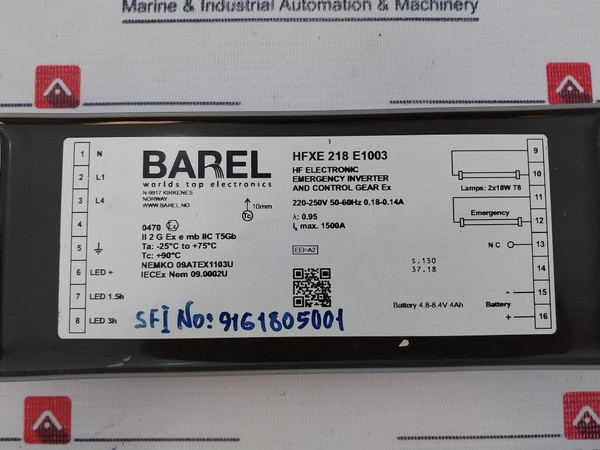 Marine & Industrial Automation & Machinery
1 N
2 L1
3 L4
4
5
6 LED +
7 LED 1.5h
8 LED 3h
BAREL
worlds top electronics
N-9917 KIRKENES
NORWAY
WWW.BAREL.NO
Tc 10mm
0470 Ex
II 2 G Ex e mb IIC T5Gb
Ta: -25°C to +75°C
Tc: +90°C
NEMKO 09ATEX1103U
IECEx Nem 09.0002U
HFXE 218 E1003
HF ELECTRONIC
EMERGENCY INVERTER
AND CONTROL GEAR Ex
220-250V 50-60Hz 0.18-0.14A
λ: 0.95
max. 1500A
EEI=A2
S.130
37.18
Battery 4.8-8.4V 4Ah
9
10
Lamps: 2x18W T8
11
Emergency
12
NC 13
14
- 15
Battery
+ 16
SFI No: 9161805001